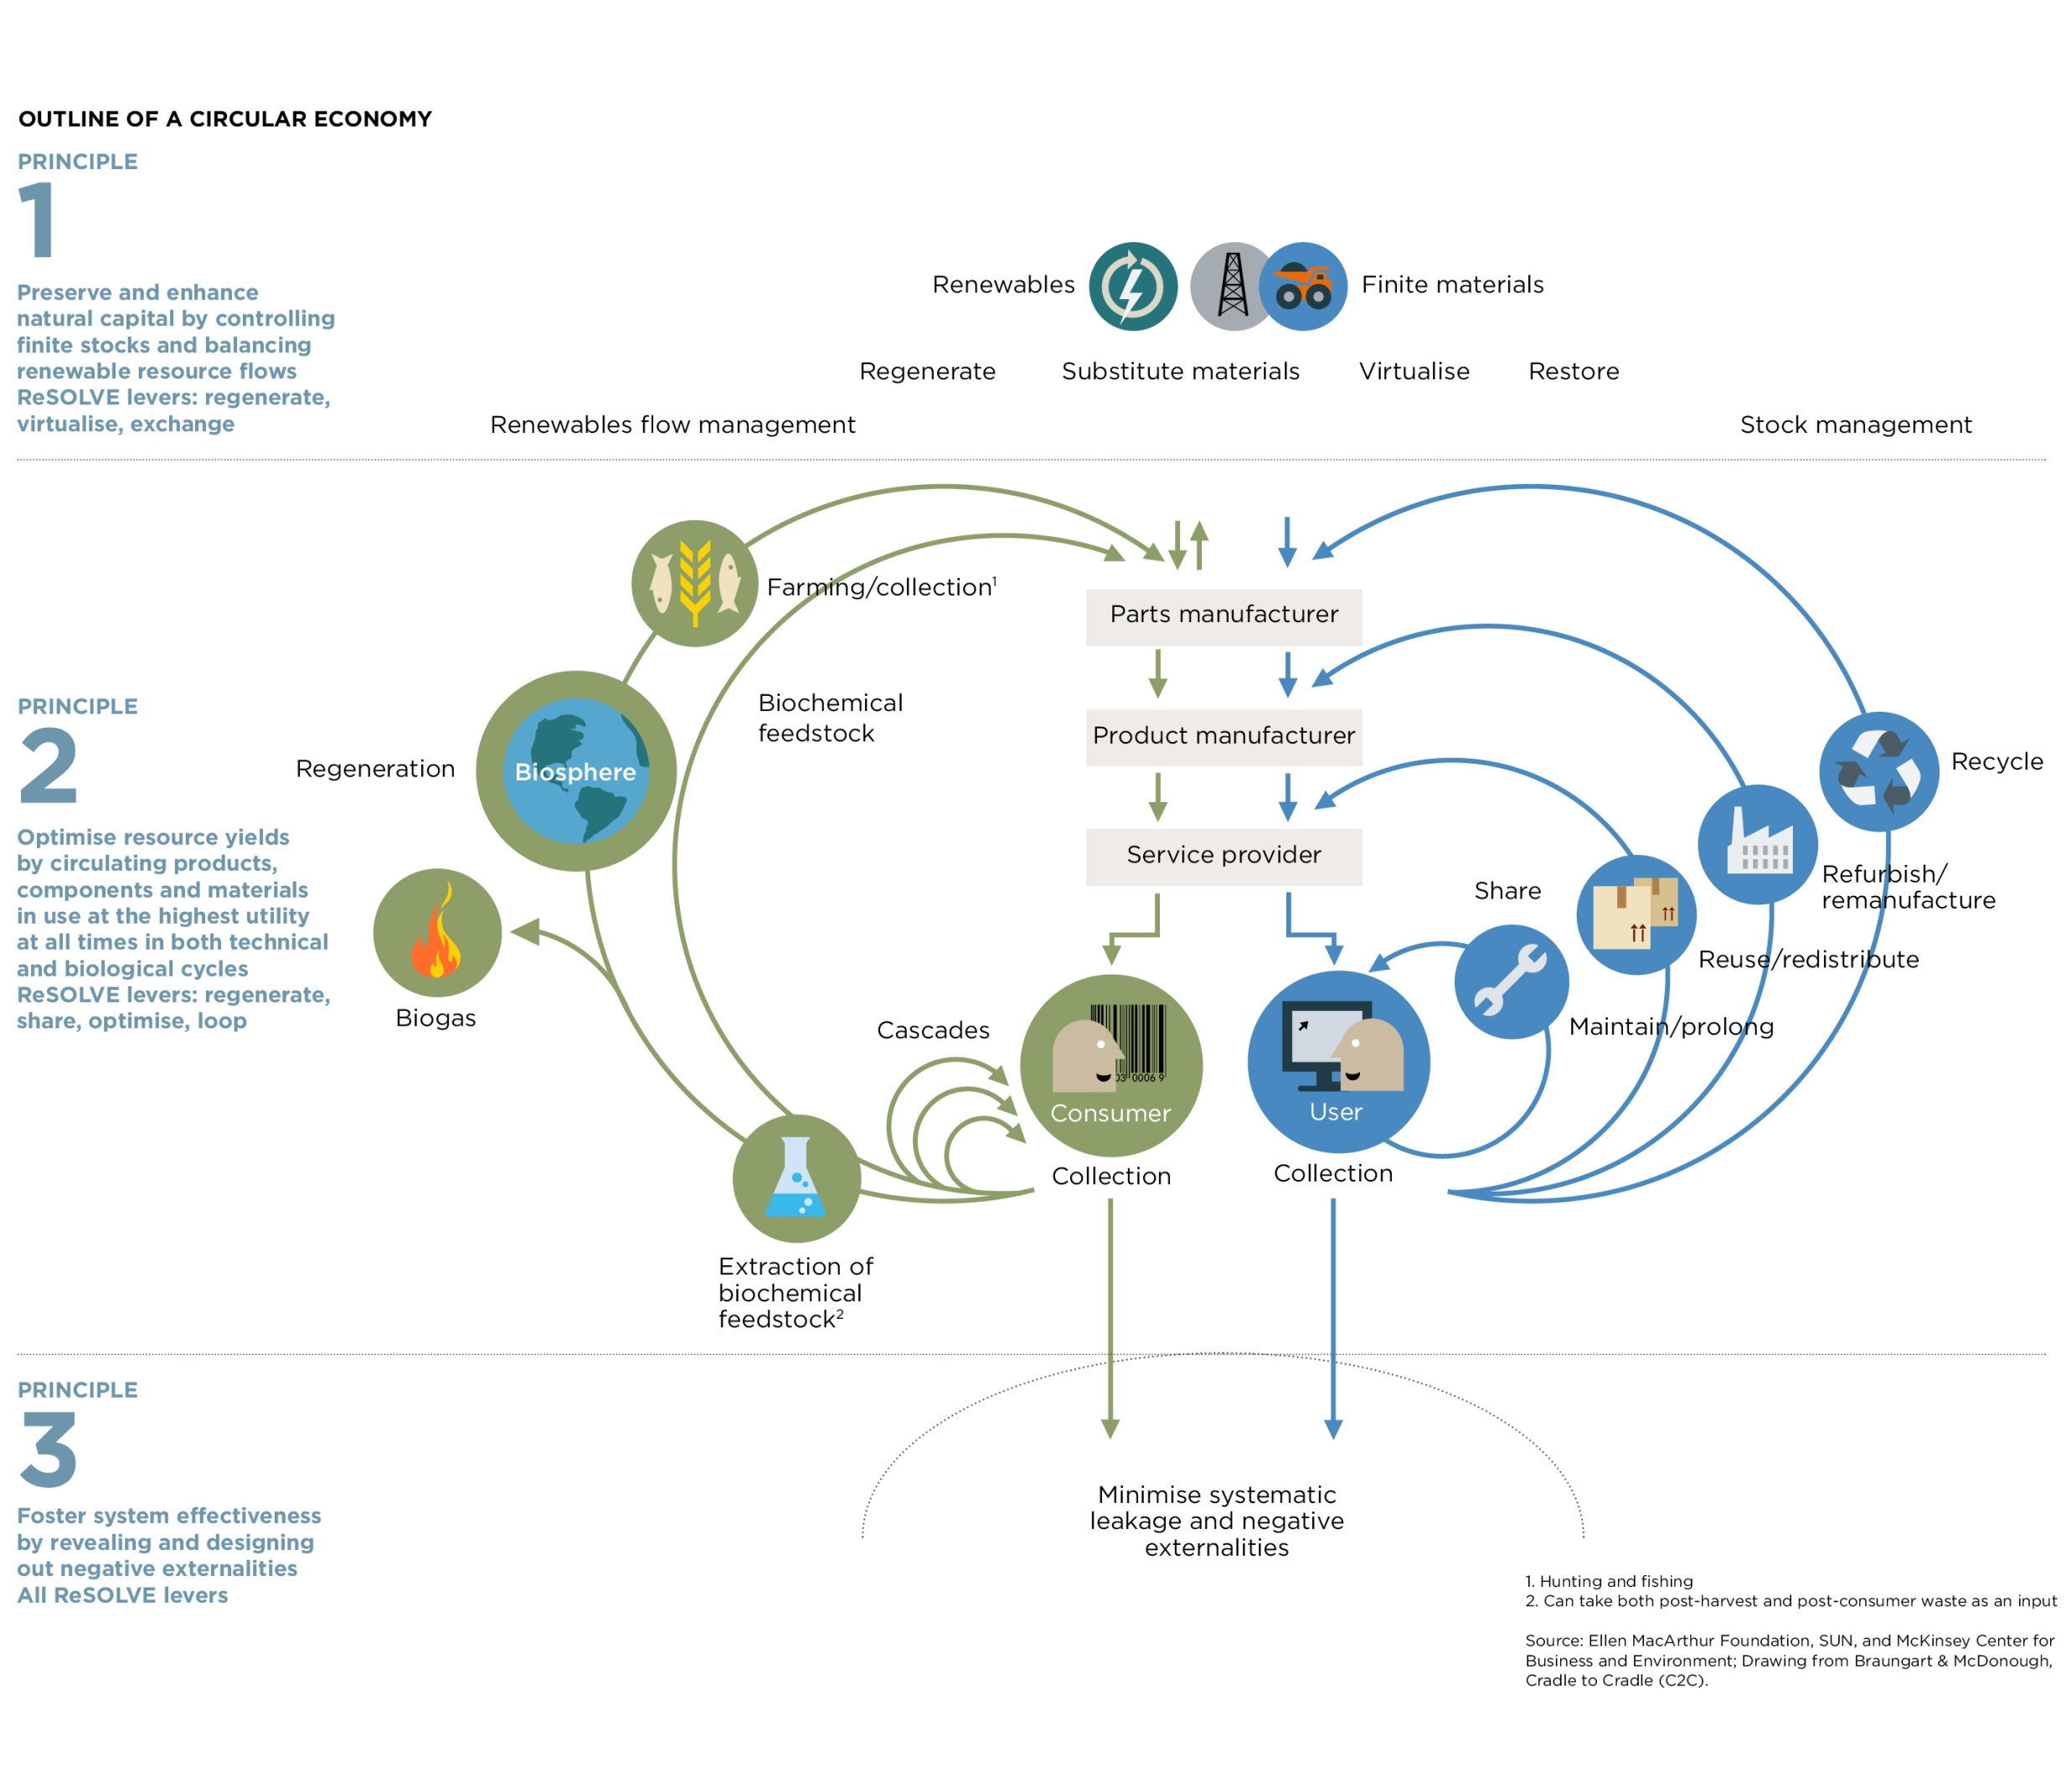 OUTLINE OF A CIRCULAR ECONOMY
PRINCIPLE
1
Preserve and enhance
natural capital by controlling
finite stocks and balancing
renewable resource flows
ReSOLVE levers: regenerate,
virtualise, exchange
Renewables
Finite materials
Regenerate
Substitute materials
Virtualise
Restore
Renewables flow management
Stock management
PRINCIPLE
2
Optimise resource yields
by circulating products,
components and materials
in use at the highest utility
at all times in both technical
and biological cycles
ReSOLVE levers: regenerate,
share, optimise, loop
Farming/collection¹
Biochemical
feedstock
Regeneration
Biosphere
Biogas
Cascades
Extraction of
biochemical
feedstock²
Parts manufacturer
Product manufacturer
Service provider
03 0006 9
Consumer
Collection
User
Collection
Share
Maintain/prolong
Reuse/redistribute
Refurbish/
remanufacture
Recycle
PRINCIPLE
3
Foster system effectiveness
by revealing and designing
out negative externalities
All ReSOLVE levers
Minimise systematic
leakage and negative
externalities
1. Hunting and fishing
2. Can take both post-harvest and post-consumer waste as an input
Source: Ellen MacArthur Foundation, SUN, and McKinsey Center for
Business and Environment; Drawing from Braungart & McDonough,
Cradle to Cradle (C2C).